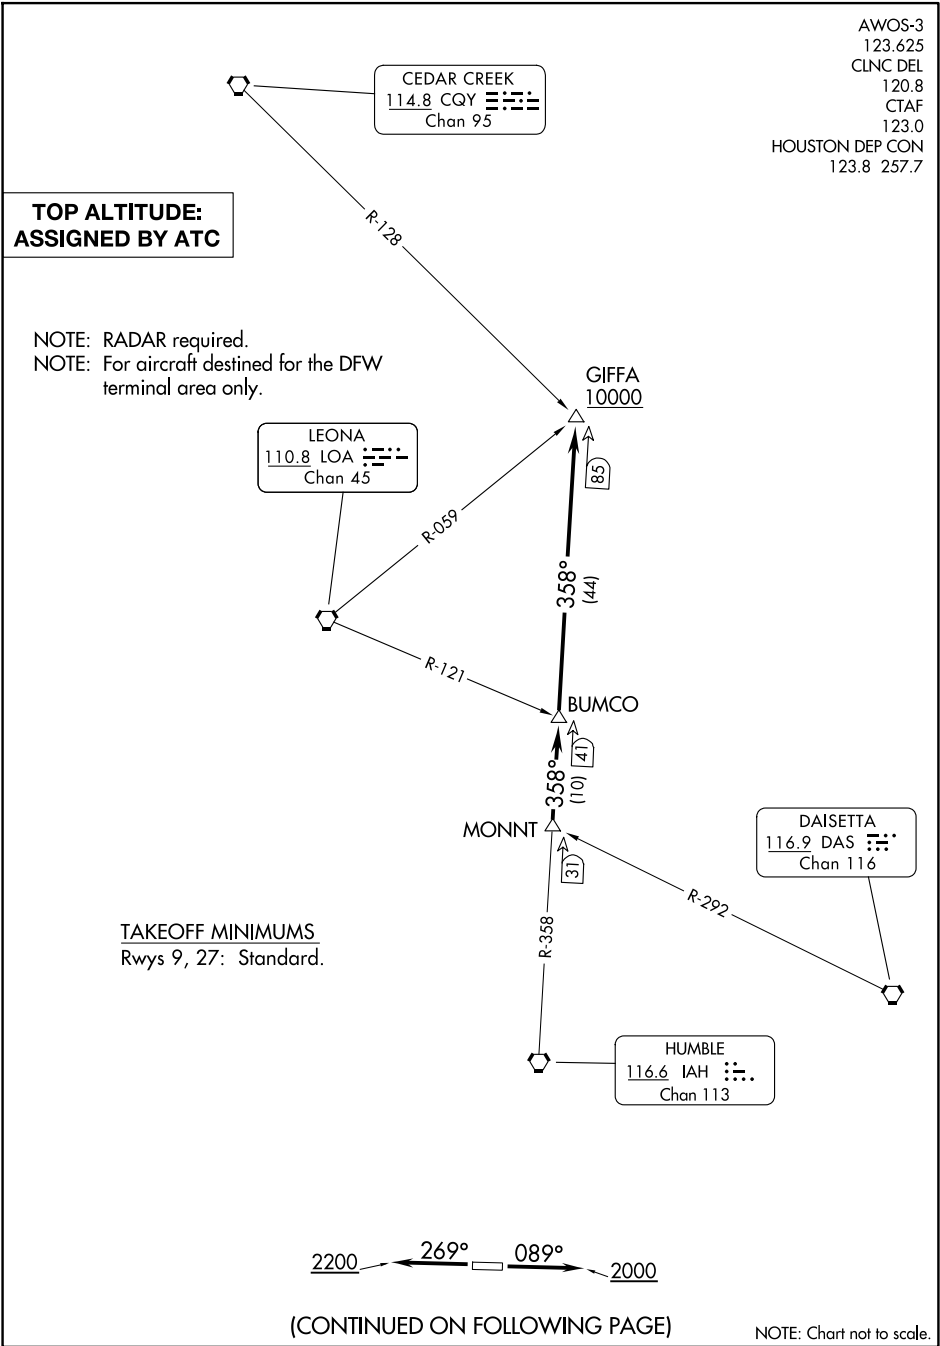 AWOS-3
123.625
CLNC DEL
120.8
CTAF
123.0
HOUSTON DEP CON
123.8 257.7
CEDAR CREEK
114.8 CQY
Chan 95
TOP ALTITUDE:
ASSIGNED BY ATC
R-128
NOTE: RADAR required.
NOTE: For aircraft destined for the DFW
terminal area only.
GIFFA
10000
LEONA
110.8 LOA
Chan 45
85
R-059
358°
(44)
R-121
BUMCO
41
358°
(10)
MONNT
31
DAISETTA
116.9 DAS
Chan 116
R-292
R-358
TAKEOFF MINIMUMS
Rwys 9, 27: Standard.
HUMBLE
116.6 IAH
Chan 113
2200
269°
089°
2000
(CONTINUED ON FOLLOWING PAGE)
NOTE: Chart not to scale.